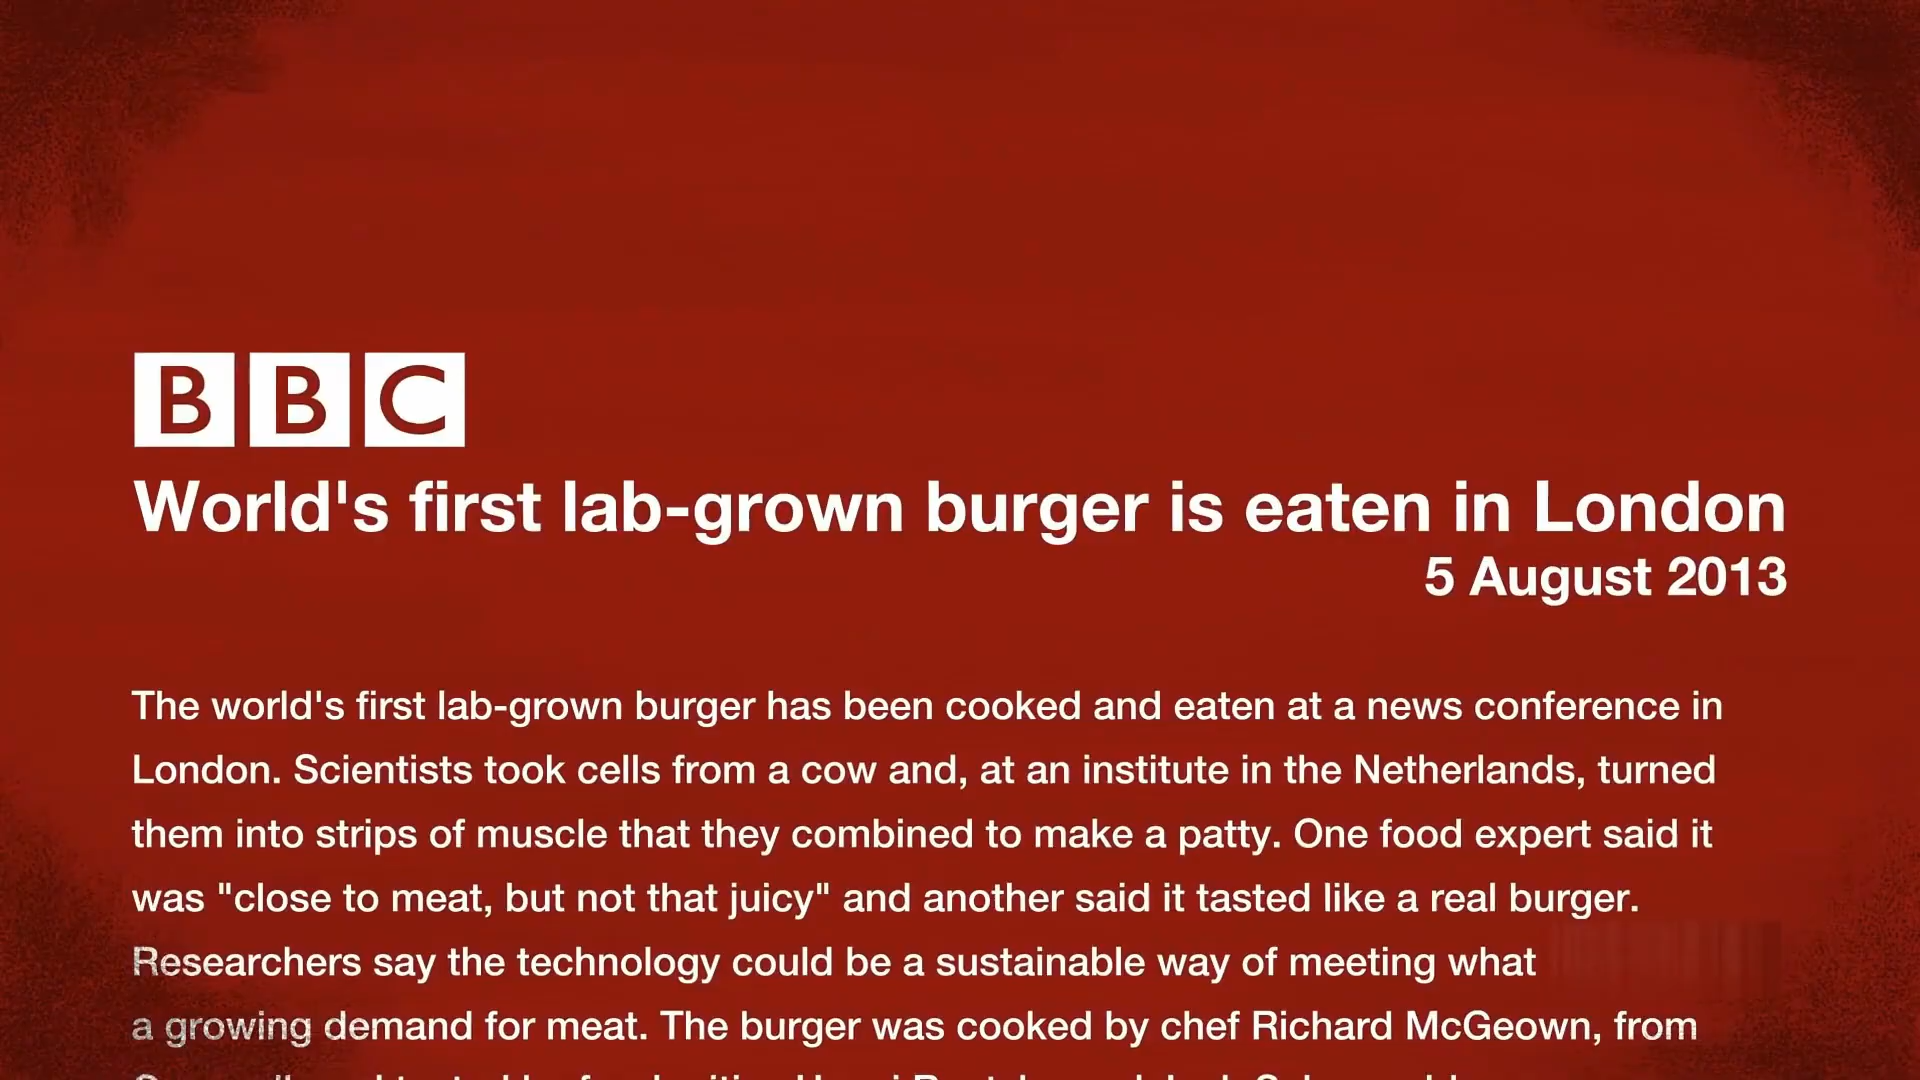 BBC
World's first lab-grown burger is eaten in London
5 August 2013
The world's first lab-grown burger has been cooked and eaten at a news conference in
London. Scientists took cells from a cow and, at an institute in the Netherlands, turned
them into strips of muscle that they combined to make a patty. One food expert said it
was "close to meat, but not that juicy" and another said it tasted like a real burger.
Researchers say the technology could be a sustainable way of meeting what
a growing demand for meat. The burger was cooked by chef Richard McGeown, from